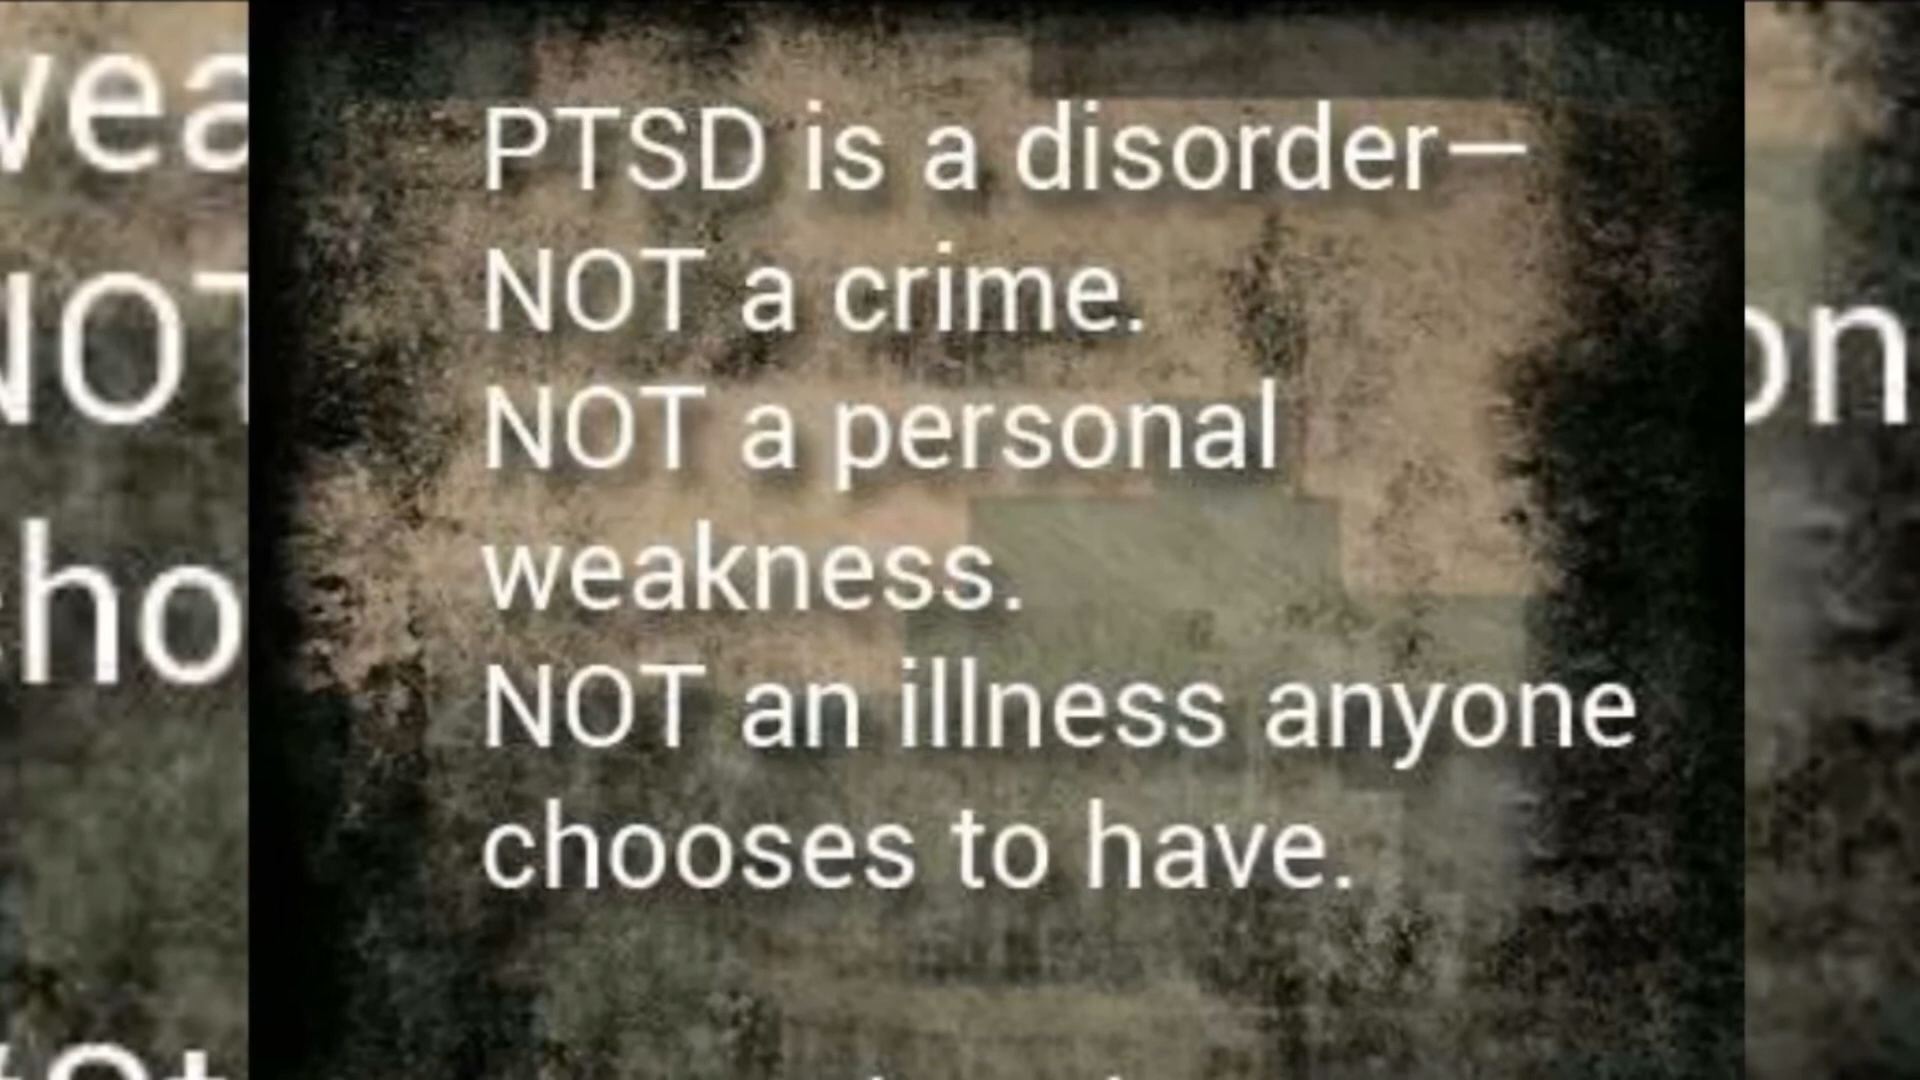 PTSD is a disorder—
NOT a crime.
NOT a personal
weakness.
NOT an illness anyone
chooses to have.